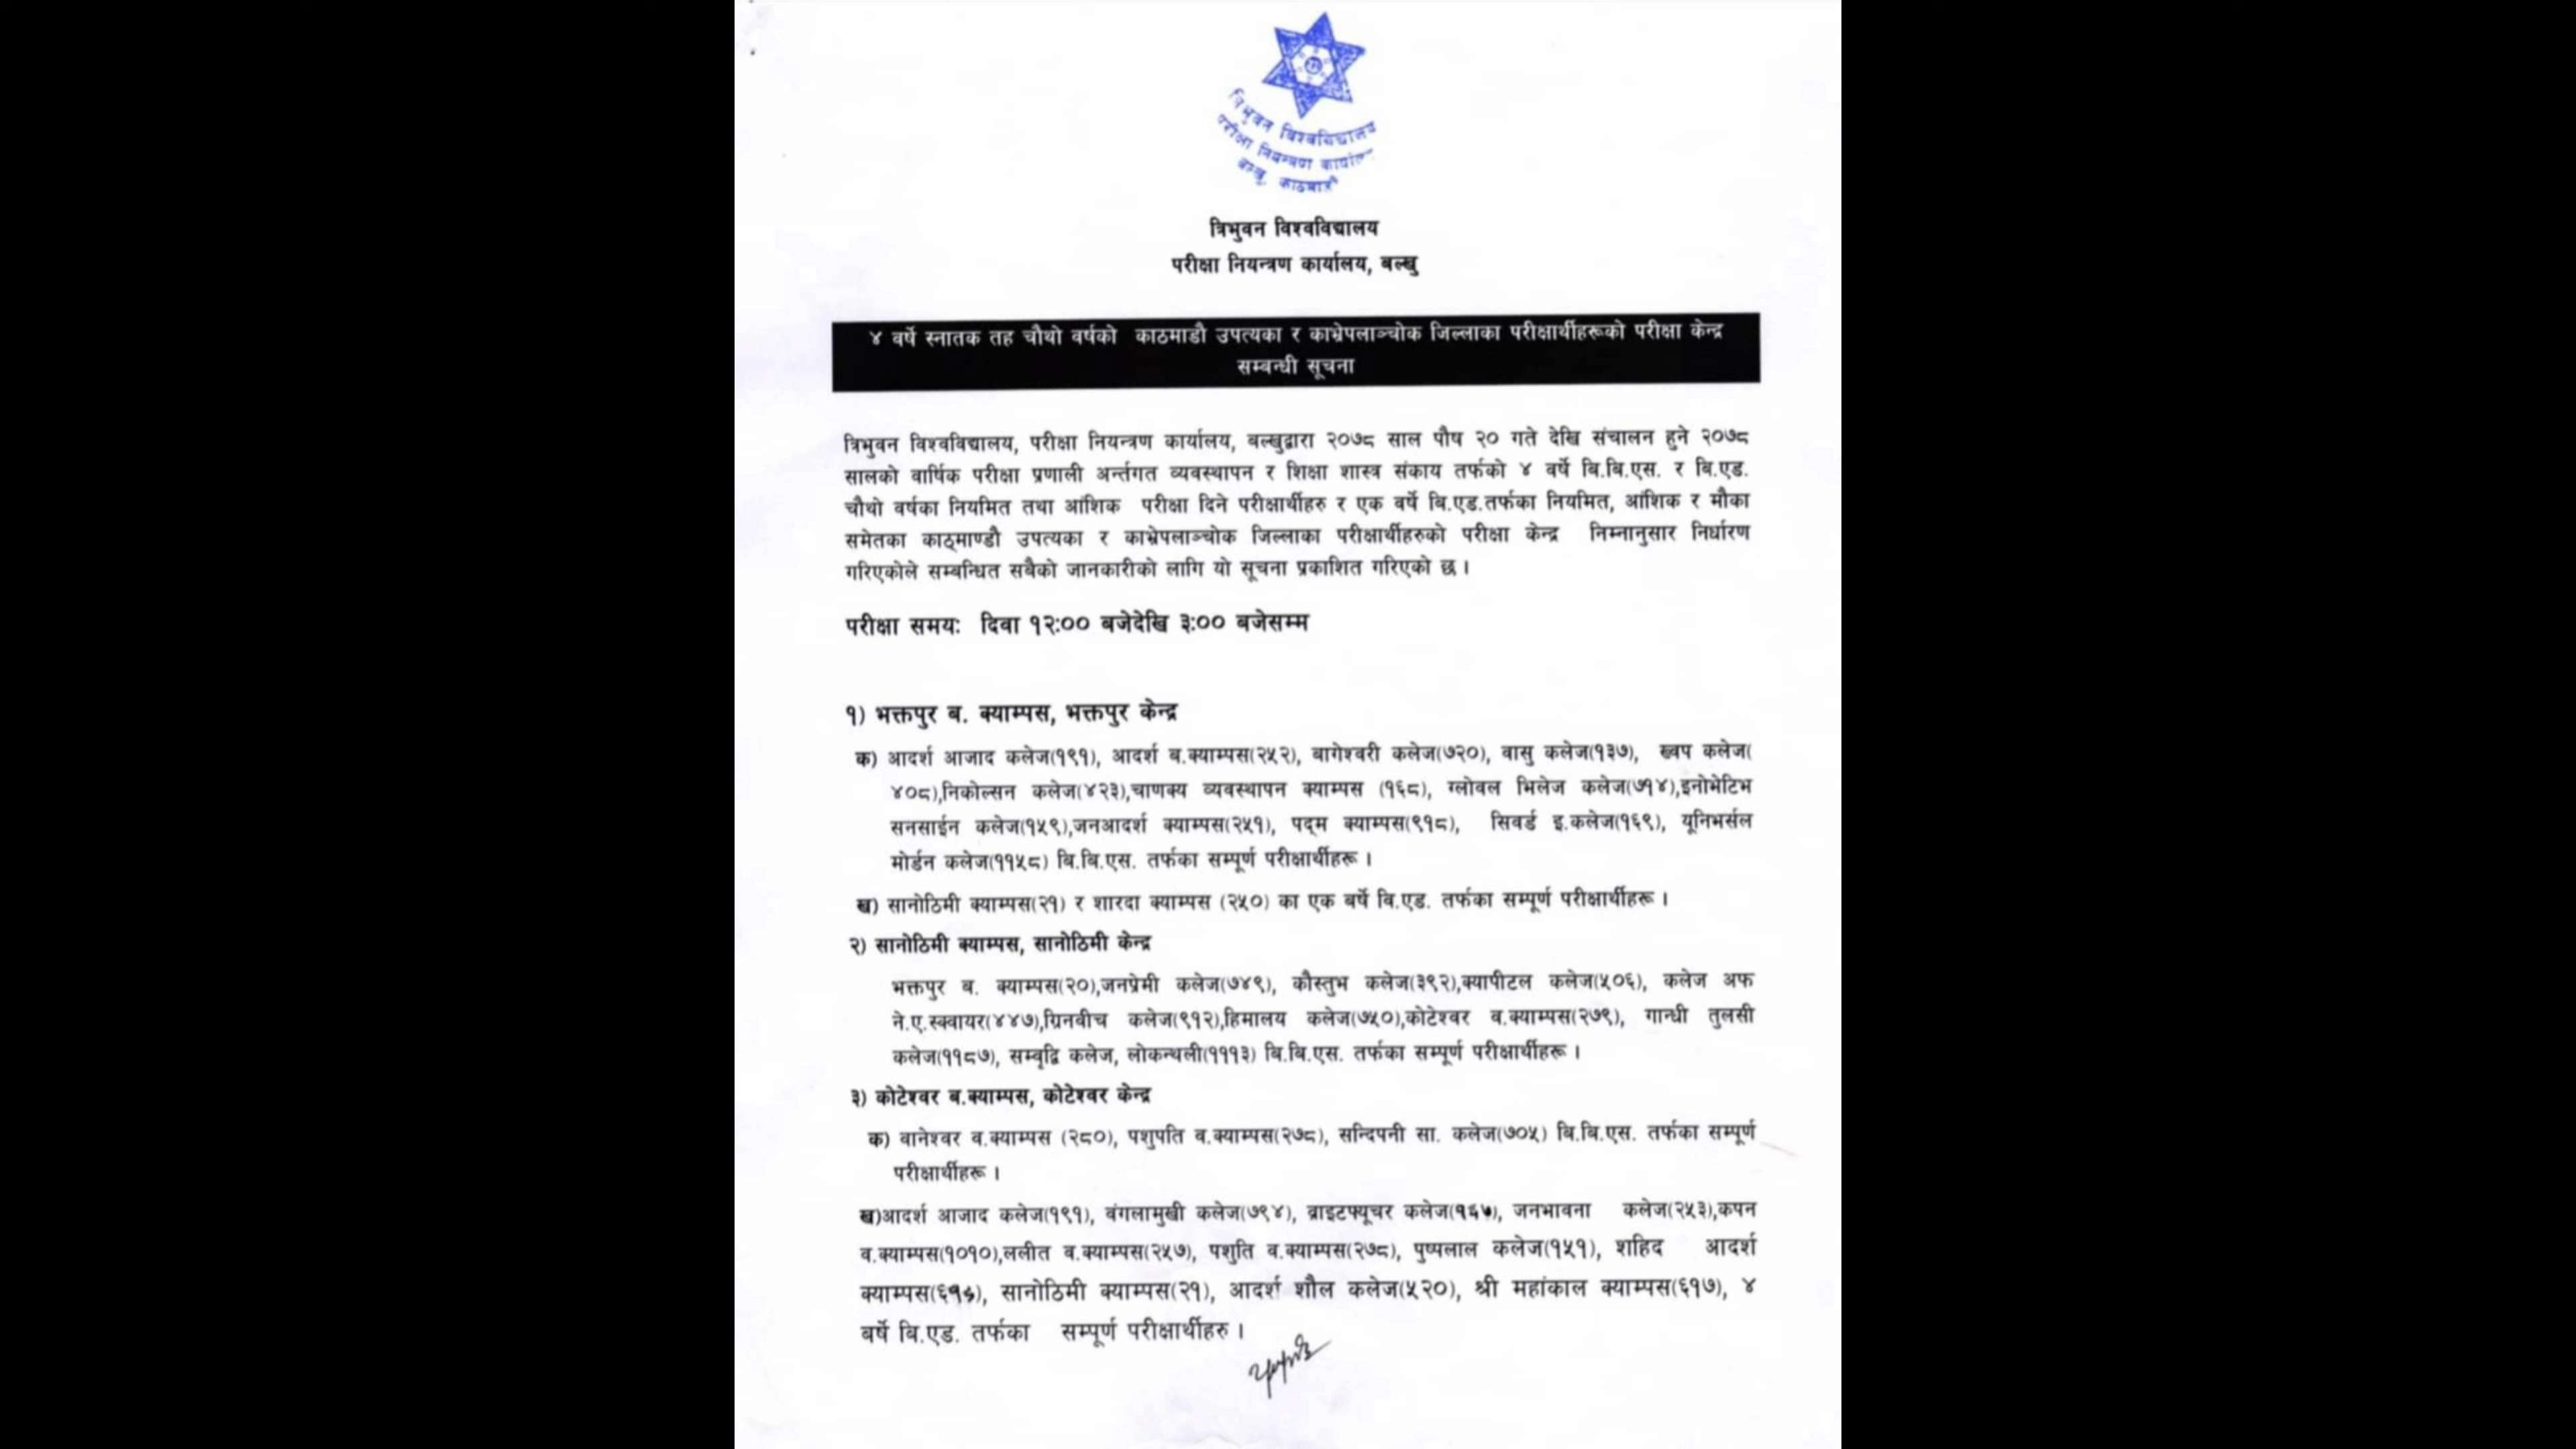 त्रिभुवन विश्वविद्यालय
परीक्षा नियन्त्रण कार्यालय
बल्खु, काठमाडौं
त्रिभुवन विश्वविद्यालय
परीक्षा नियन्त्रण कार्यालय, बल्खु
४ वर्षे स्नातक तह चौथो वर्षको काठमाडौ उपत्यका र काभ्रेपलाञ्चोक जिल्लाका परीक्षार्थीहरूको परीक्षा केन्द्र
सम्बन्धी सूचना
त्रिभुवन विश्वविद्यालय, परीक्षा नियन्त्रण कार्यालय, बल्खुद्वारा २०७८ साल पौष २० गते देखि संचालन हुने २०७८
सालको वार्षिक परीक्षा प्रणाली अर्न्तगत व्यवस्थापन र शिक्षा शास्त्र संकाय तर्फको ४ वर्षे बि.बि.एस. र बि.एड.
चौथो वर्षका नियमित तथा आंशिक परीक्षा दिने परीक्षार्थीहरु र एक वर्षे बि.एड.तर्फका नियमित, आंशिक र मौका
समेतका काठ्माण्डौ उपत्यका र काभ्रेपलाञ्चोक जिल्लाका परीक्षार्थीहरुको परीक्षा केन्द्र निम्नानुसार निर्धारण
गरिएकोले सम्बन्धित सबैको जानकारीको लागि यो सूचना प्रकाशित गरिएको छ ।
परीक्षा समयः दिवा १२:०० बजेदेखि ३:०० बजेसम्म
१) भक्तपुर ब. क्याम्पस, भक्तपुर केन्द्र
क) आदर्श आजाद कलेज(१९१), आदर्श ब.क्याम्पस(२५२), बागेश्वरी कलेज(७२०), वासु कलेज(१३७), ख्वप कलेज(
४०८),निकोल्सन कलेज(४२३),चाणक्य व्यवस्थापन क्याम्पस (१६८), ग्लोवल भिलेज कलेज(७१४),इनोभेटिभ
सनसाईन कलेज(१५९),जनआदर्श क्याम्पस(२५१), पद्म क्याम्पस(९१८), सिवर्ड इ.कलेज(१६९), यूनिभर्सल
मोर्डन कलेज(११५८) बि.बि.एस. तर्फका सम्पूर्ण परीक्षार्थीहरू ।
ख) सानोठिमी क्याम्पस(२१) र शारदा क्याम्पस (२५०) का एक बर्षे बि.एड. तर्फका सम्पूर्ण परीक्षार्थीहरू ।
२) सानोठिमी क्याम्पस, सानोठिमी केन्द्र
भक्तपुर ब. क्याम्पस(२०),जनप्रेमी कलेज(७४९), कौस्तुभ कलेज(३९२),क्यापीटल कलेज(५०६), कलेज अफ
ने.ए.स्क्वायर(४४७),ग्रिनवीच कलेज(९१२),हिमालय कलेज(७५०),कोटेश्वर ब.क्याम्पस(२७९), गान्धी तुलसी
कलेज(११८७), सम्वृद्वि कलेज, लोकन्थली(१११३) बि.बि.एस. तर्फका सम्पूर्ण परीक्षार्थीहरू ।
३) कोटेश्वर ब.क्याम्पस, कोटेश्वर केन्द्र
क) वानेश्वर व.क्याम्पस (२८०), पशुपति व.क्याम्पस(२७८), सन्दिपनी सा. कलेज(७०५) बि.बि.एस. तर्फका सम्पूर्ण
परीक्षार्थीहरू ।
ख)आदर्श आजाद कलेज(१९१), वंगलामुखी कलेज(७९४), ब्राइटफ्यूचर कलेज(१६५), जनभावना कलेज(२५३),कपन
व.क्याम्पस(१०१०),ललीत व.क्याम्पस(२५७), पशुति व.क्याम्पस(२७८), पुष्पलाल कलेज(१५१), शहिद आदर्श
क्याम्पस, सानोठिमी क्याम्पस(२१), आदर्श शौल कलेज(५२०), श्री महांकाल क्याम्पस(६१७), ४
बर्षे बि.एड. तर्फका सम्पूर्ण परीक्षार्थीहरु ।